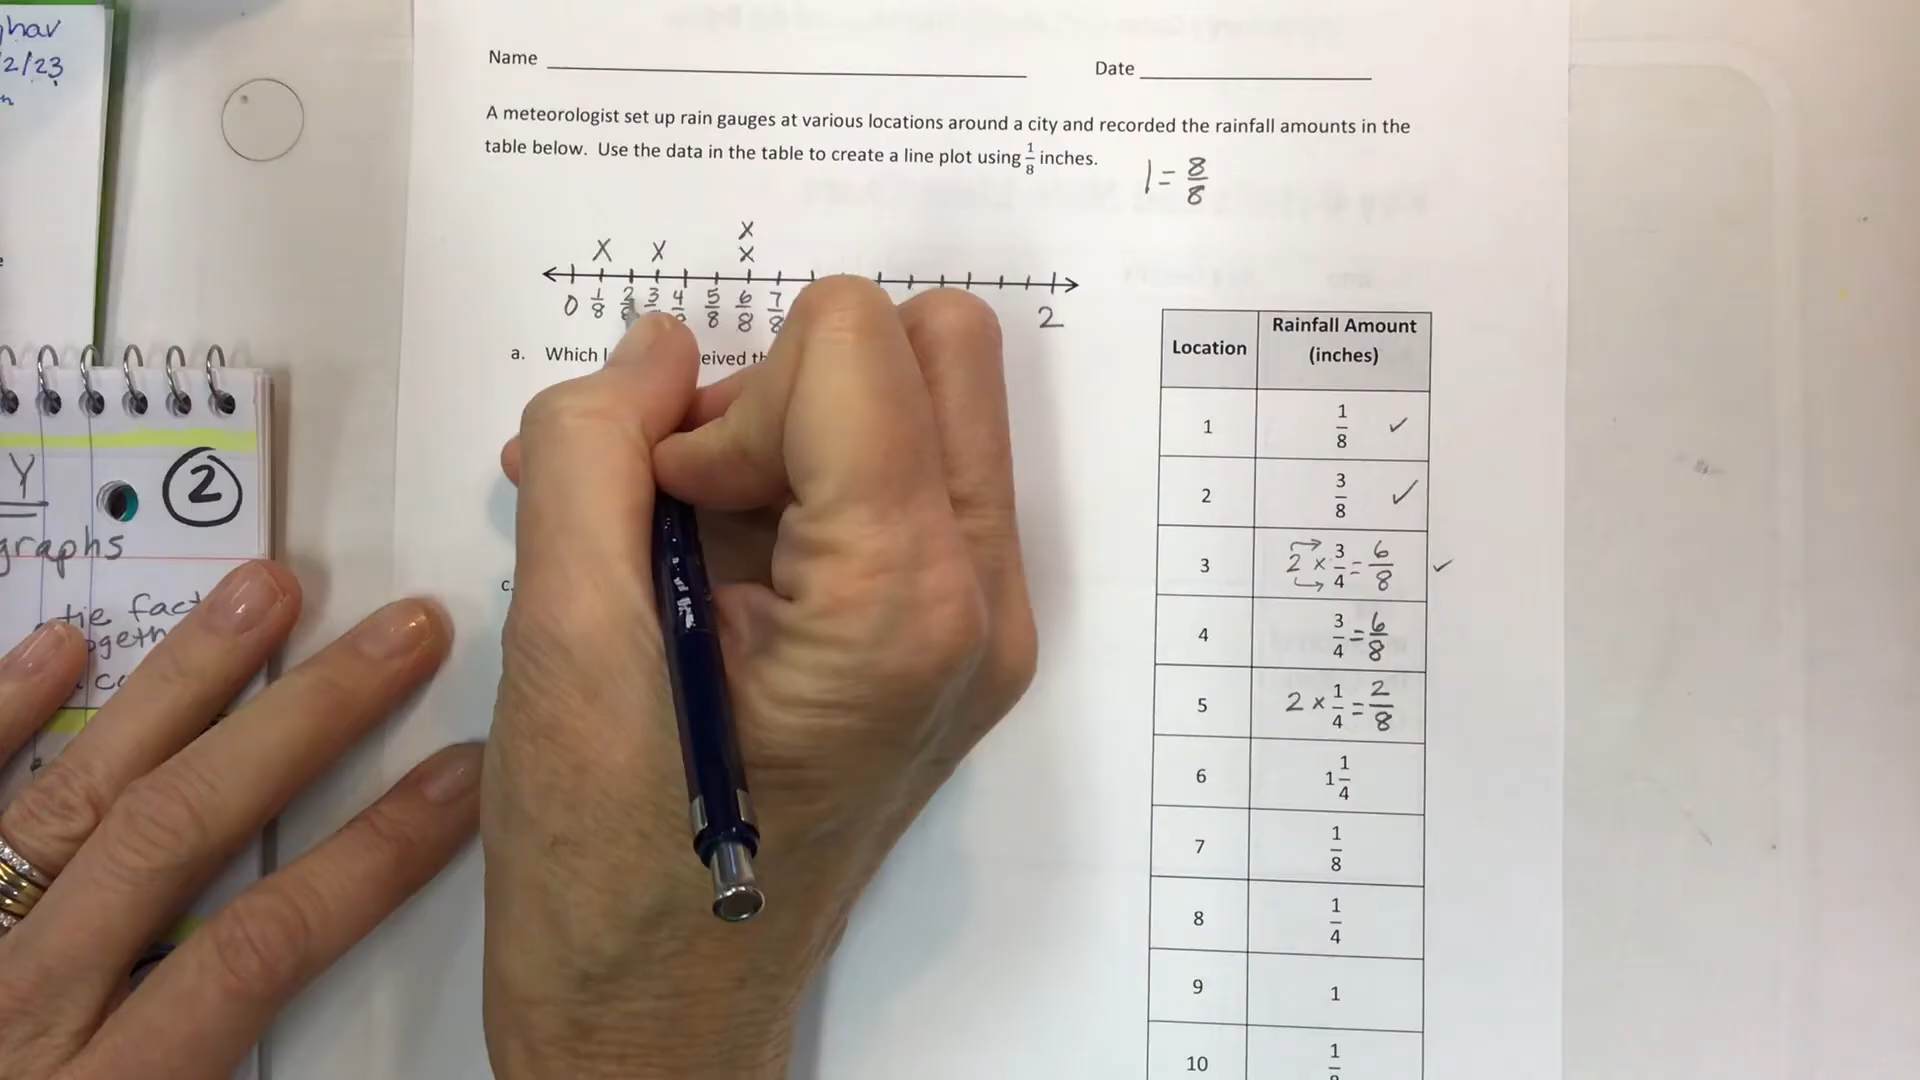 2/23
Name
Date
A meteorologist set up rain gauges at various locations around a city and recorded the rainfall amounts in the
table below. Use the data in the table to create a line plot using 1/8 inches.
1 = 8/8
X
X X X
0 1/8 2/8 3 4 5/8 6/8 7/8 2
a. Which
c.
Y 2
graphs
tie fact
Location Rainfall Amount (inches)
1 1/8 ✓
2 3/8 ✓
3 2 × 3/4 = 6/8 ✓
4 3/4 = 6/8
5 2 × 1/4 = 2/8
6 1 1/4
7 1/8
8 1/4
9 1
10 1